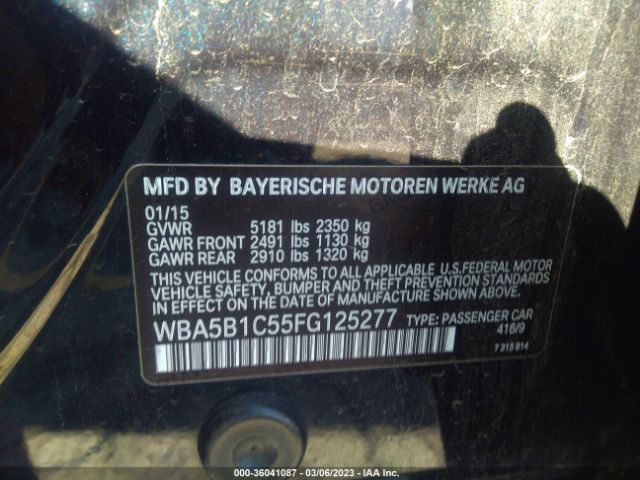 MFD BY BAYERISCHE MOTOREN WERKE AG
01/15
GVWR 5181 lbs 2350 kg
GAWR FRONT 2491 lbs 1130 kg
GAWR REAR 2910 lbs 1320 kg
THIS VEHICLE CONFORMS TO ALL APPLICABLE U.S.FEDERAL MOTOR
VEHICLE SAFETY, BUMPER AND THEFT PREVENTION STANDARDS
IN EFFECT ON THE DATE OF MANUFACTURE SHOWN ABOVE.
WBA5B1C55FG125277 TYPE: PASSENGER CAR
416/9
7 315 814
000-36041087 - 03/06/2023 - IAA Inc.